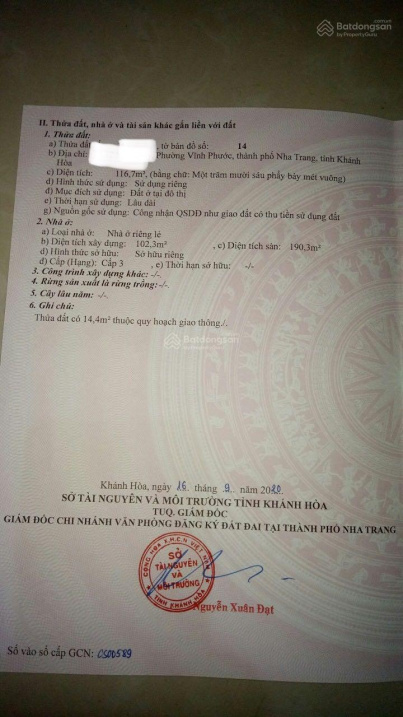 Batdongsan
by PropertyGuru
II. Thửa đất, nhà ở và tài sản khác gắn liền với đất
1. Thửa đất:
a) Thửa đất , tờ bản đồ số: 14
b) Địa chỉ: Phường Vĩnh Phước, thành phố Nha Trang, tỉnh Khánh
Hòa
c) Diện tích: 116,7m², (bằng chữ: Một trăm mười sáu phẩy bảy mét vuông)
d) Hình thức sử dụng: Sử dụng riêng
đ) Mục đích sử dụng: Đất ở tại đô thị
e) Thời hạn sử dụng: Lâu dài
g) Nguồn gốc sử dụng: Công nhận QSDĐ như giao đất có thu tiền sử dụng đất
2. Nhà ở:
a) Loại nhà ở: Nhà ở riêng lẻ
b) Diện tích xây dựng: 102,3m² , c) Diện tích sàn: 190,3m²
d) Hình thức sở hữu: Sở hữu riêng
đ) Cấp (Hạng): Cấp 3 , e) Thời hạn sở hữu: -/-
3. Công trình xây dựng khác: -/-
4. Rừng sản xuất là rừng trồng: -/-
5. Cây lâu năm: -/-
6. Ghi chú:
Thửa đất có 14,4m² thuộc quy hoạch giao thông./.
Batdongsan
by PropertyGuru
Khánh Hòa, ngày 16 tháng 9 năm 2020
SỞ TÀI NGUYÊN VÀ MÔI TRƯỜNG TỈNH KHÁNH HÒA
TUQ. GIÁM ĐỐC
GIÁM ĐỐC CHI NHÁNH VĂN PHÒNG ĐĂNG KÝ ĐẤT ĐAI TẠI THÀNH PHỐ NHA TRANG
CỘNG HÒA X.H.C.N VIỆT NAM
SỞ
TÀI NGUYÊN
VÀ
MÔI TRƯỜNG
TỈNH KHÁNH HÒA
Nguyễn Xuân Đạt
Số vào sổ cấp GCN: CS00589